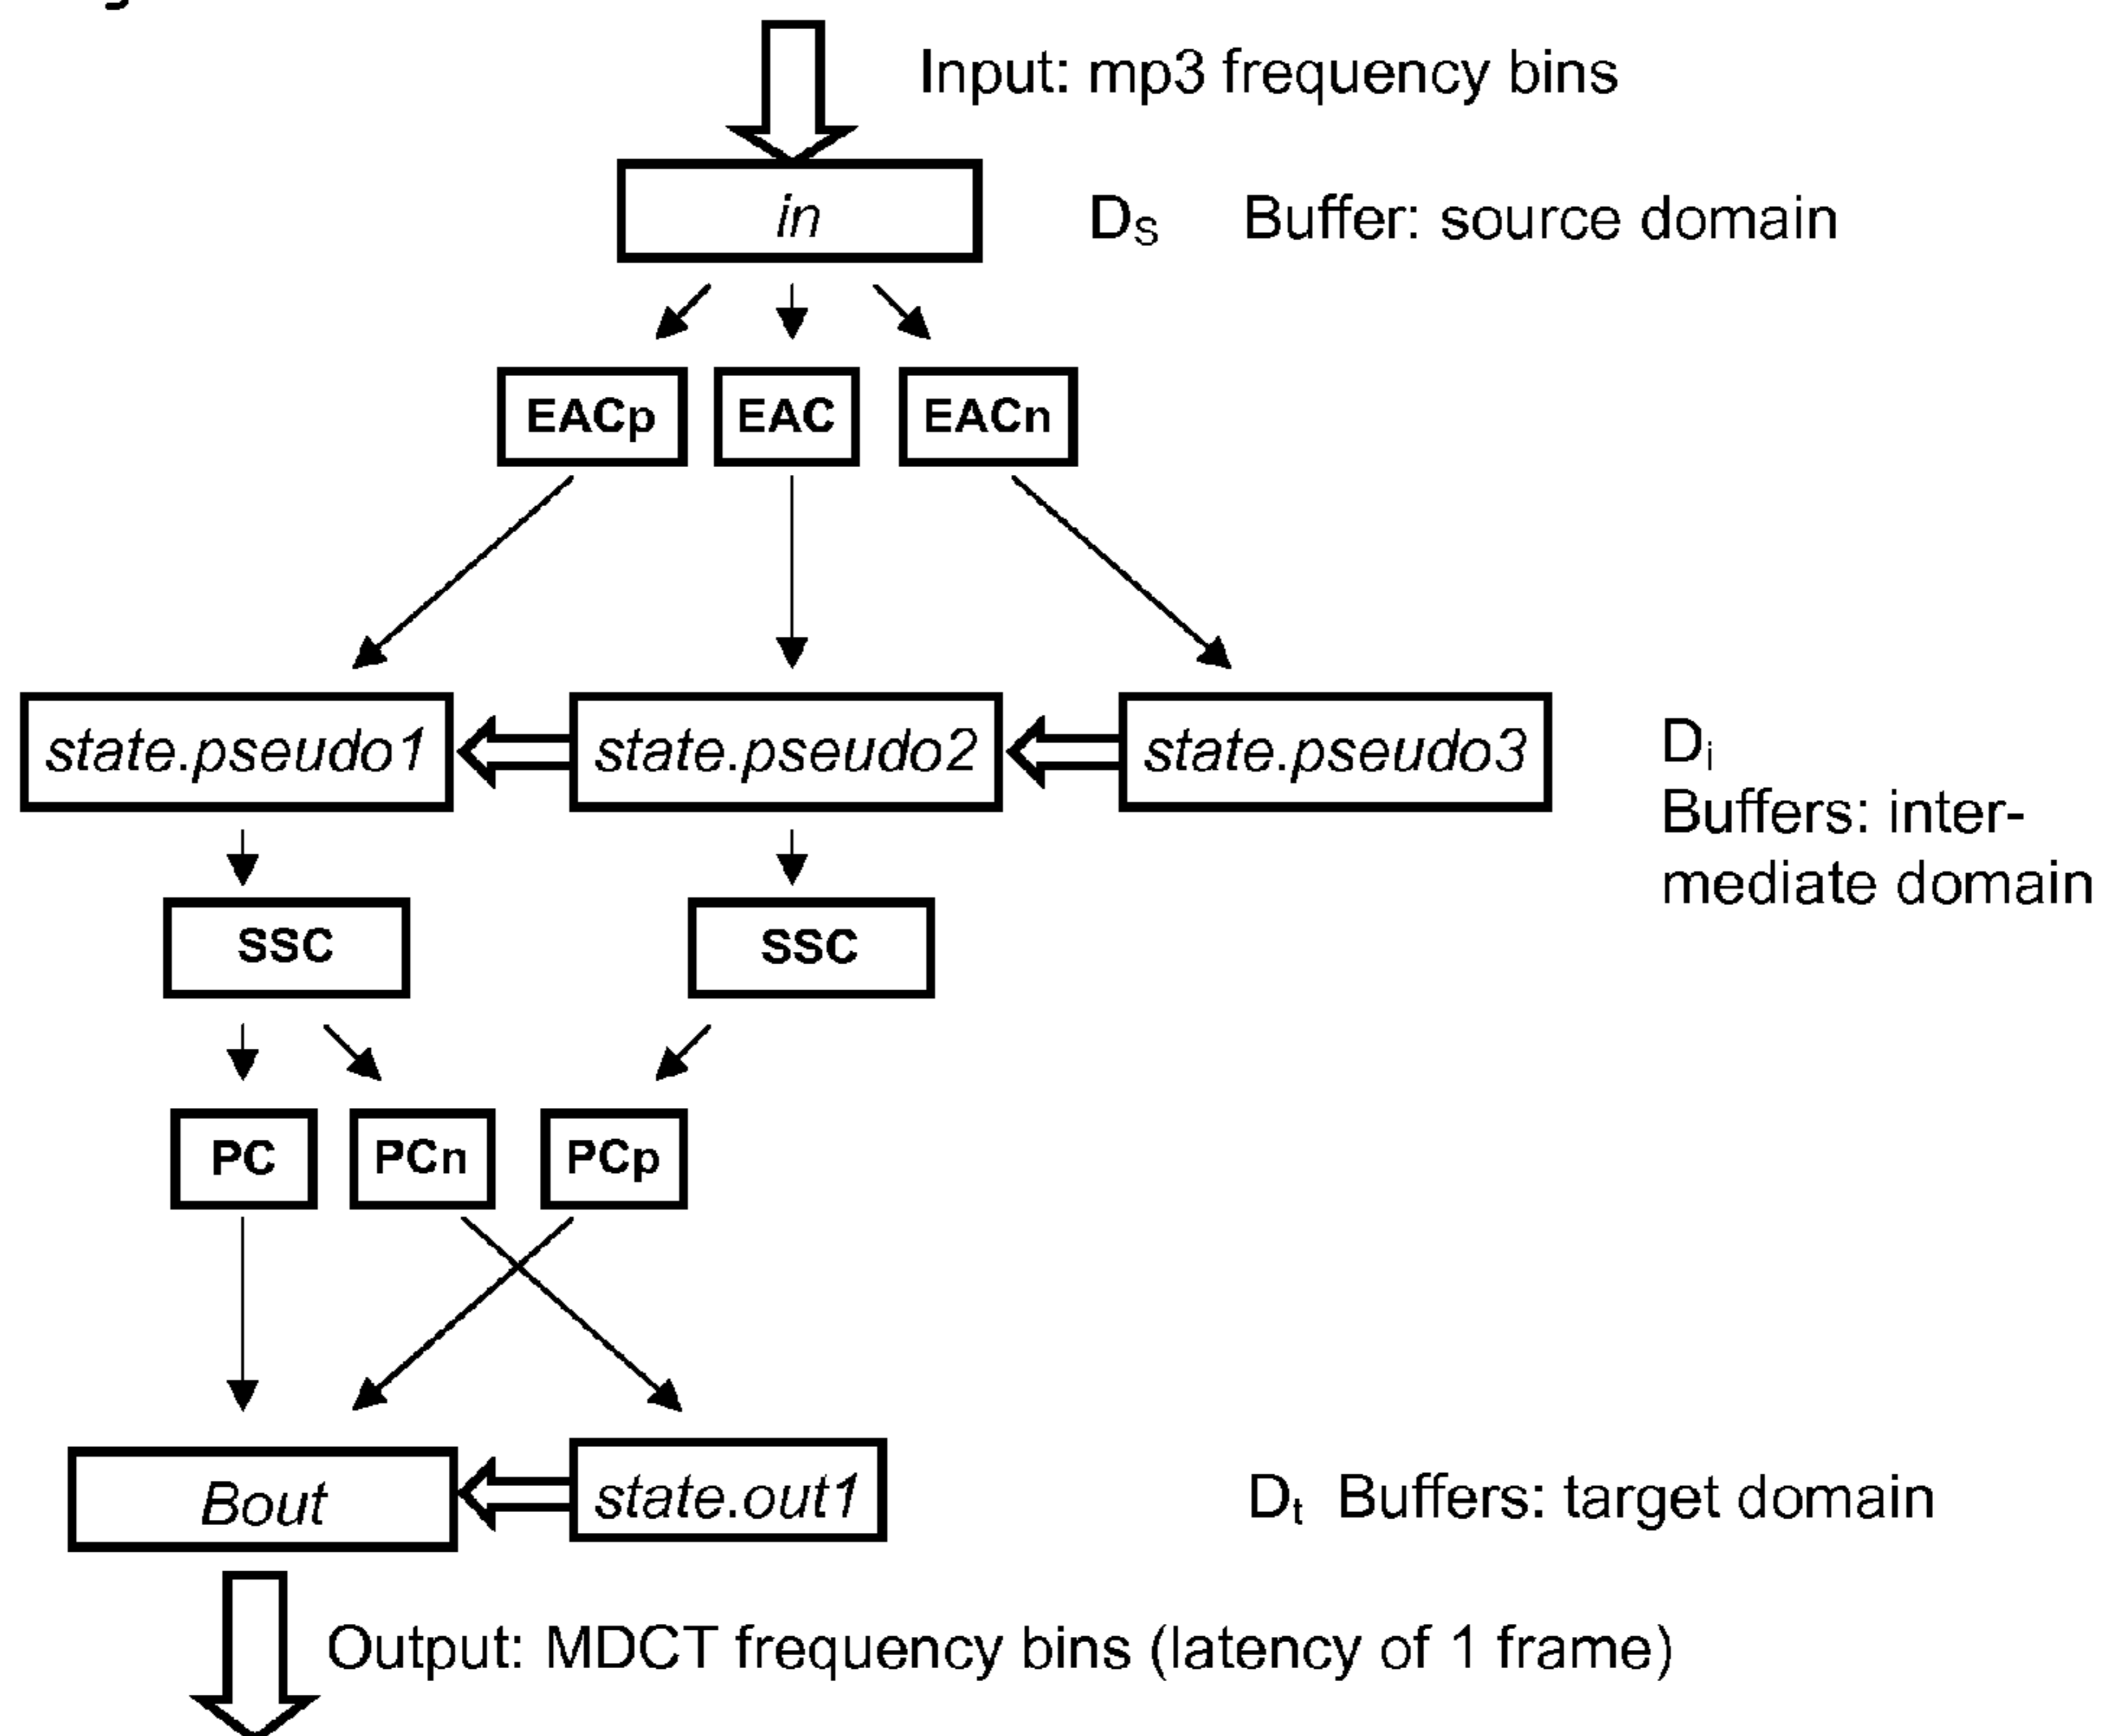 Input: mp3 frequency bins
in
DS Buffer: source domain
EACp EAC EACn
state.pseudo1 state.pseudo2 state.pseudo3
Di
Buffers: inter-
mediate domain
SSC SSC
PC PCn PCp
Bout state.out1
Dt Buffers: target domain
Output: MDCT frequency bins (latency of 1 frame)